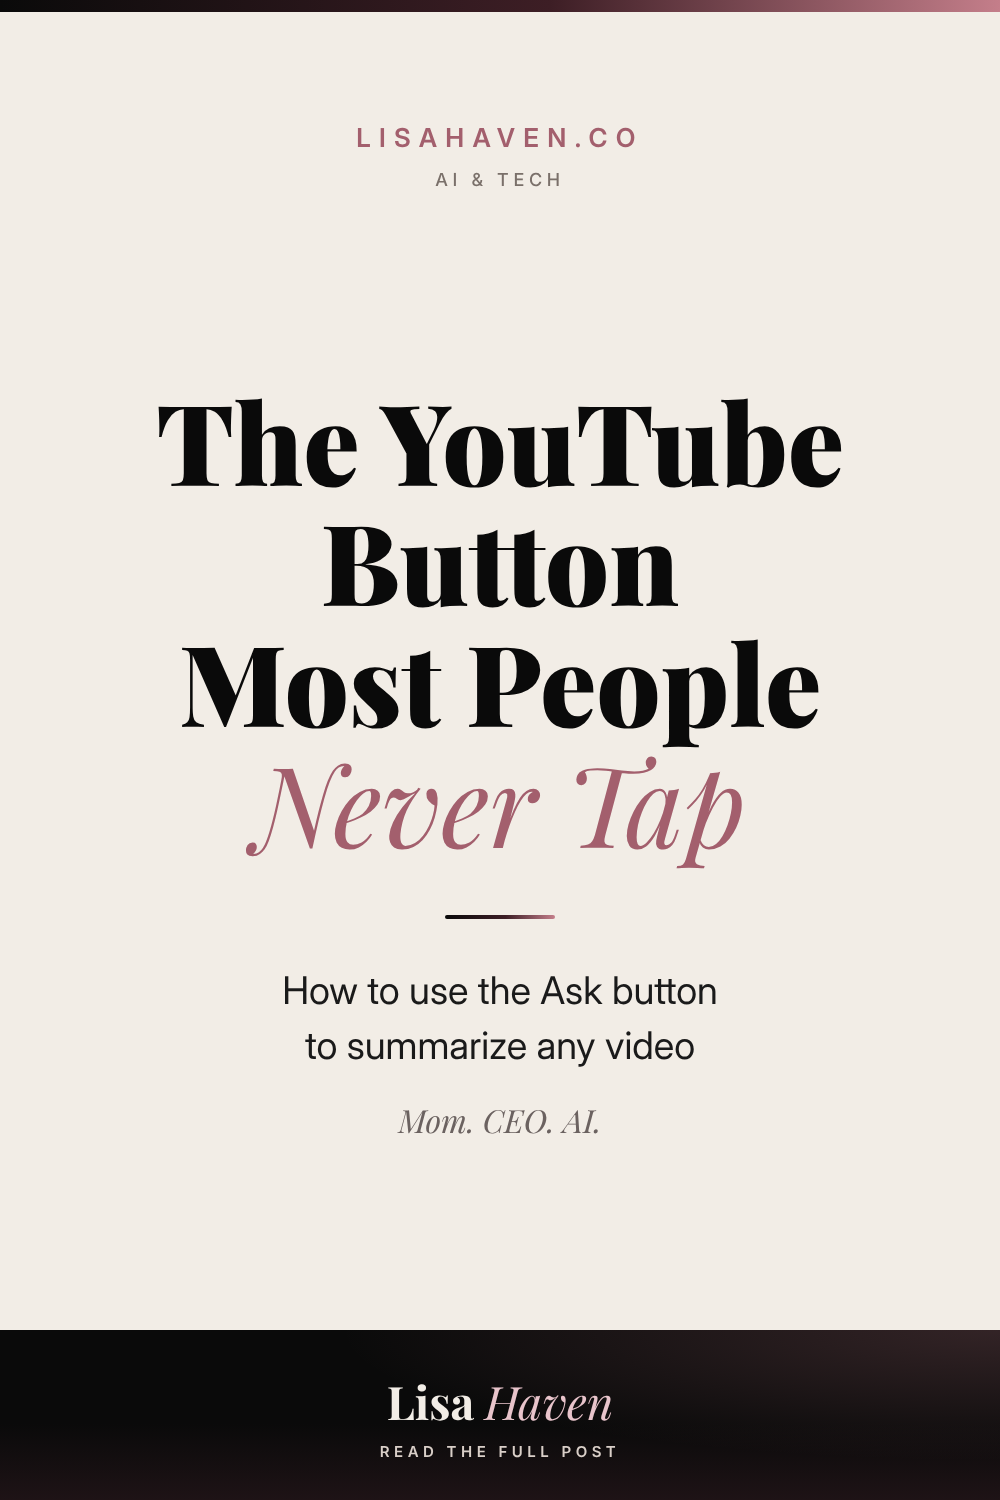 LISAHAVEN.CO
AI & TECH
The YouTube
Button
Most People
Never Tap
How to use the Ask button
to summarize any video
Mom. CEO. AI.
Lisa Haven
READ THE FULL POST